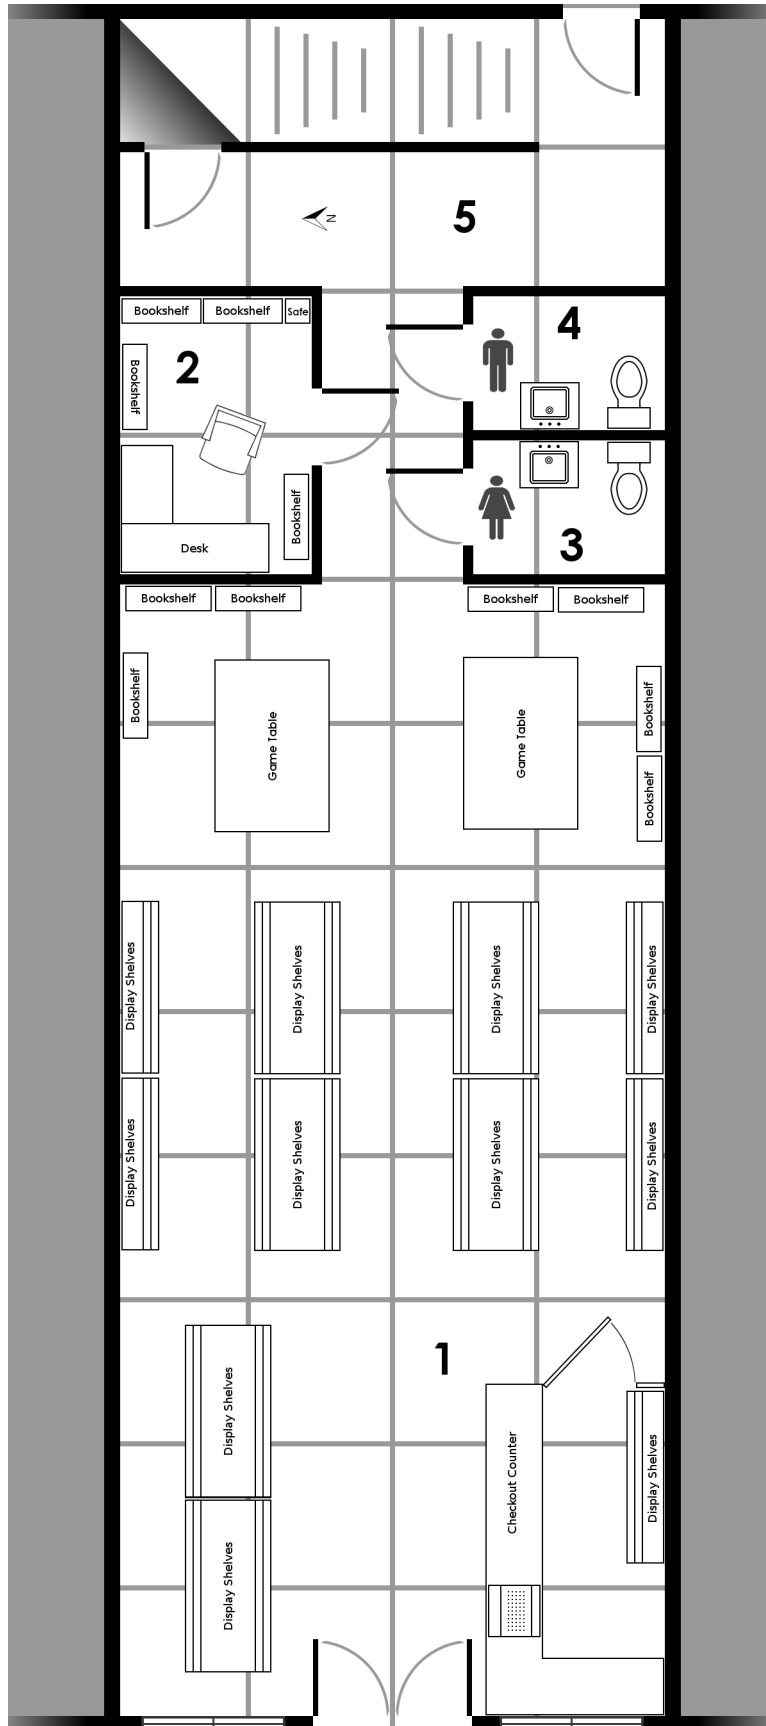 N
5
Bookshelf
Bookshelf
Safe
4
2
Bookshelf
Bookshelf
Desk
3
Bookshelf
Bookshelf
Bookshelf
Bookshelf
Bookshelf
Bookshelf
Game Table
Game Table
Bookshelf
Display Shelves
Display Shelves
Display Shelves
Display Shelves
Display Shelves
Display Shelves
Display Shelves
Display Shelves
1
Display Shelves
Checkout Counter
Display Shelves
Display Shelves